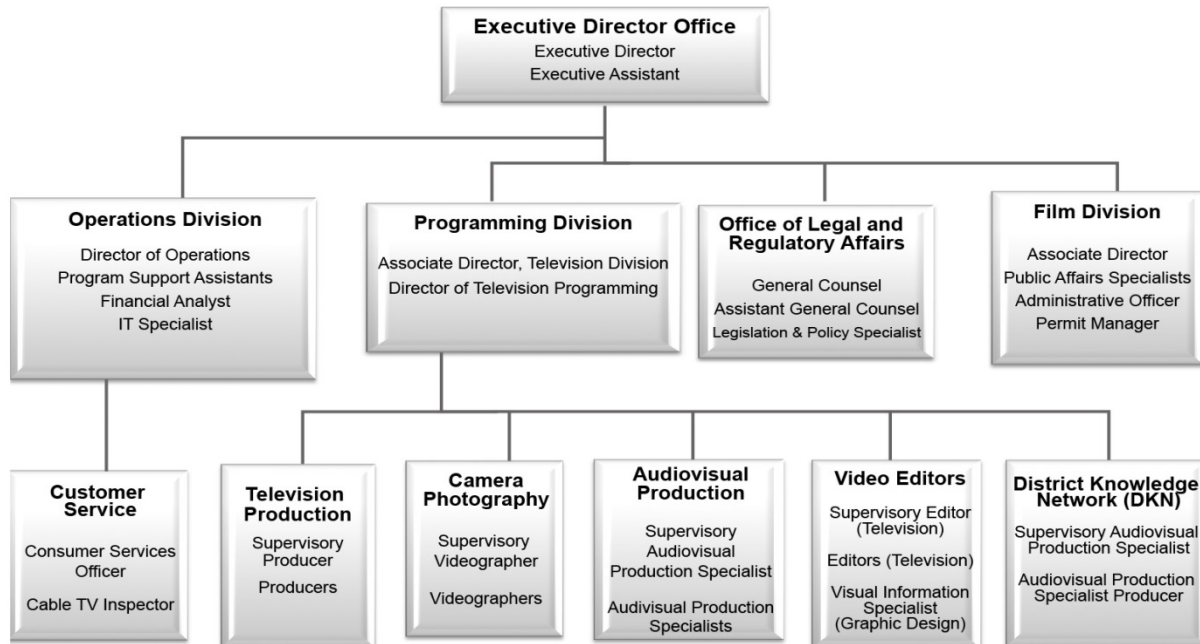 Executive Director Office
Executive Director
Executive Assistant
Operations Division
Director of Operations
Program Support Assistants
Financial Analyst
IT Specialist
Programming Division
Associate Director, Television Division
Director of Television Programming
Office of Legal and
Regulatory Affairs
General Counsel
Assistant General Counsel
Legislation & Policy Specialist
Film Division
Associate Director
Public Affairs Specialists
Administrative Officer
Permit Manager
Customer
Service
Consumer Services
Officer
Cable TV Inspector
Television
Production
Supervisory
Producer
Producers
Camera
Photography
Supervisory
Videographer
Videographers
Audiovisual
Production
Supervisory
Audiovisual
Production Specialist
Audivisual Production
Specialists
Video Editors
Supervisory Editor
(Television)
Editors (Television)
Visual Information
Specialist
(Graphic Design)
District Knowledge
Network (DKN)
Supervisory Audiovisual
Production Specialist
Audiovisual Production
Specialist Producer